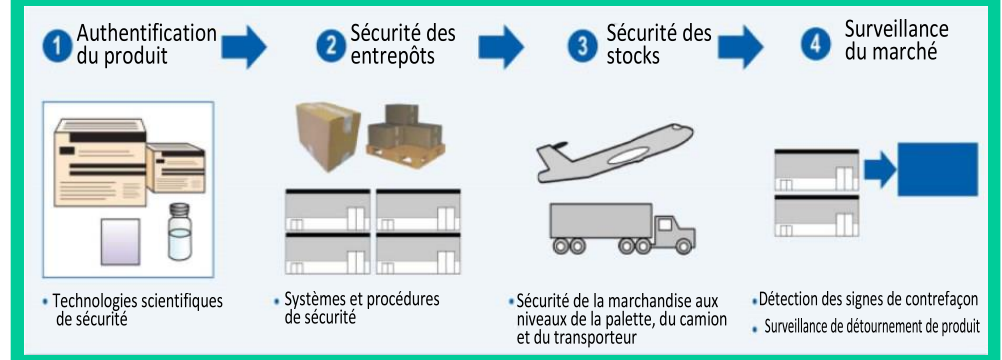 1 Authentification
du produit
2 Sécurité des
entrepôts
3 Sécurité des
stocks
4 Surveillance
du marché
• Technologies scientifiques
de sécurité
• Systèmes et procédures
de sécurité
• Sécurité de la marchandise aux
niveaux de la palette, du camion
et du transporteur
• Détection des signes de contrefaçon
• Surveillance de détournement de produit